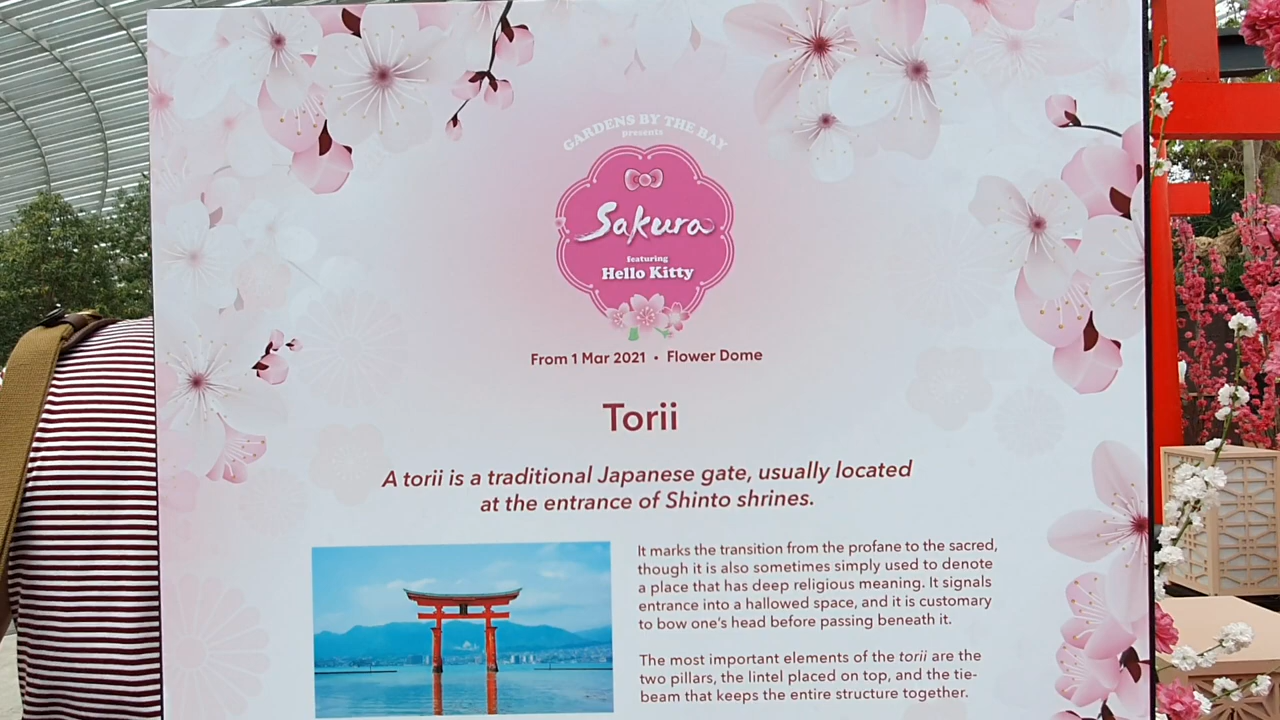 GARDENS BY THE BAY
presents
Sakura
featuring
Hello Kitty
From 1 Mar 2021 • Flower Dome
Torii
A torii is a traditional Japanese gate, usually located
at the entrance of Shinto shrines.
It marks the transition from the profane to the sacred,
though it is also sometimes simply used to denote
a place that has deep religious meaning. It signals
entrance into a hallowed space, and it is customary
to bow one's head before passing beneath it.
The most important elements of the torii are the
two pillars, the lintel placed on top, and the tie-
beam that keeps the entire structure together.